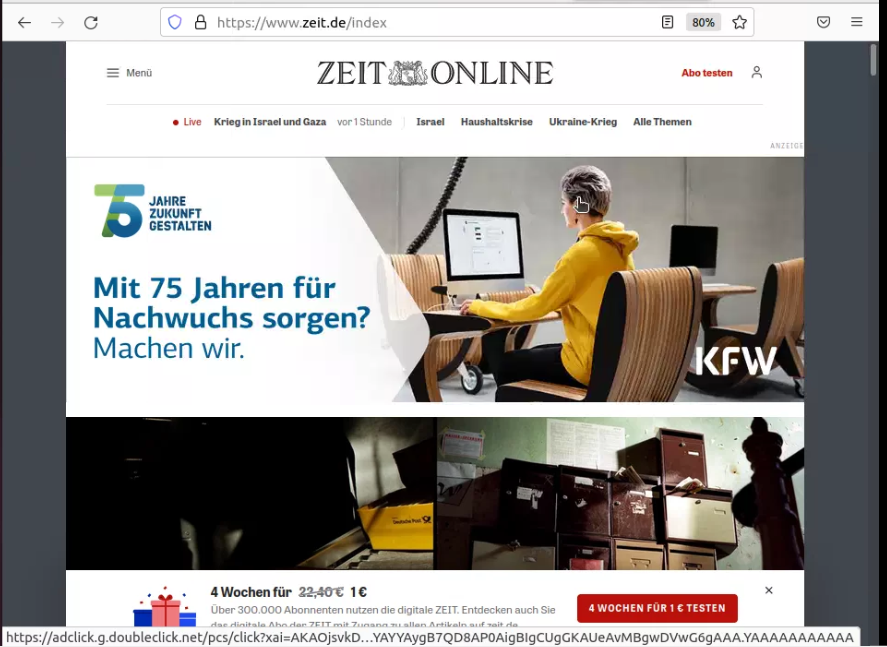 https://www.zeit.de/index
80%
Menü
ZEIT ONLINE
Abo testen
Live Krieg in Israel und Gaza vor 1 Stunde Israel Haushaltskrise Ukraine-Krieg Alle Themen
ANZEIGE
75 JAHRE
ZUKUNFT
GESTALTEN
Mit 75 Jahren für
Nachwuchs sorgen?
Machen wir.
KFW
Deutsche Post
4 Wochen für 22,40 € 1 €
Über 300.000 Abonnenten nutzen die digitale ZEIT. Entdecken auch Sie
das digitale Abo der ZEIT mit Zugang zu allen Artikeln auf zeit.de
4 WOCHEN FÜR 1 € TESTEN
https://adclick.g.doubleclick.net/pcs/click?xai=AKAOjsvkD…YAYYAygB7QD8AP0AigBIgCUgGKAUeAvMBgwDVwG6gAAA.YAAAAAAAAAAA